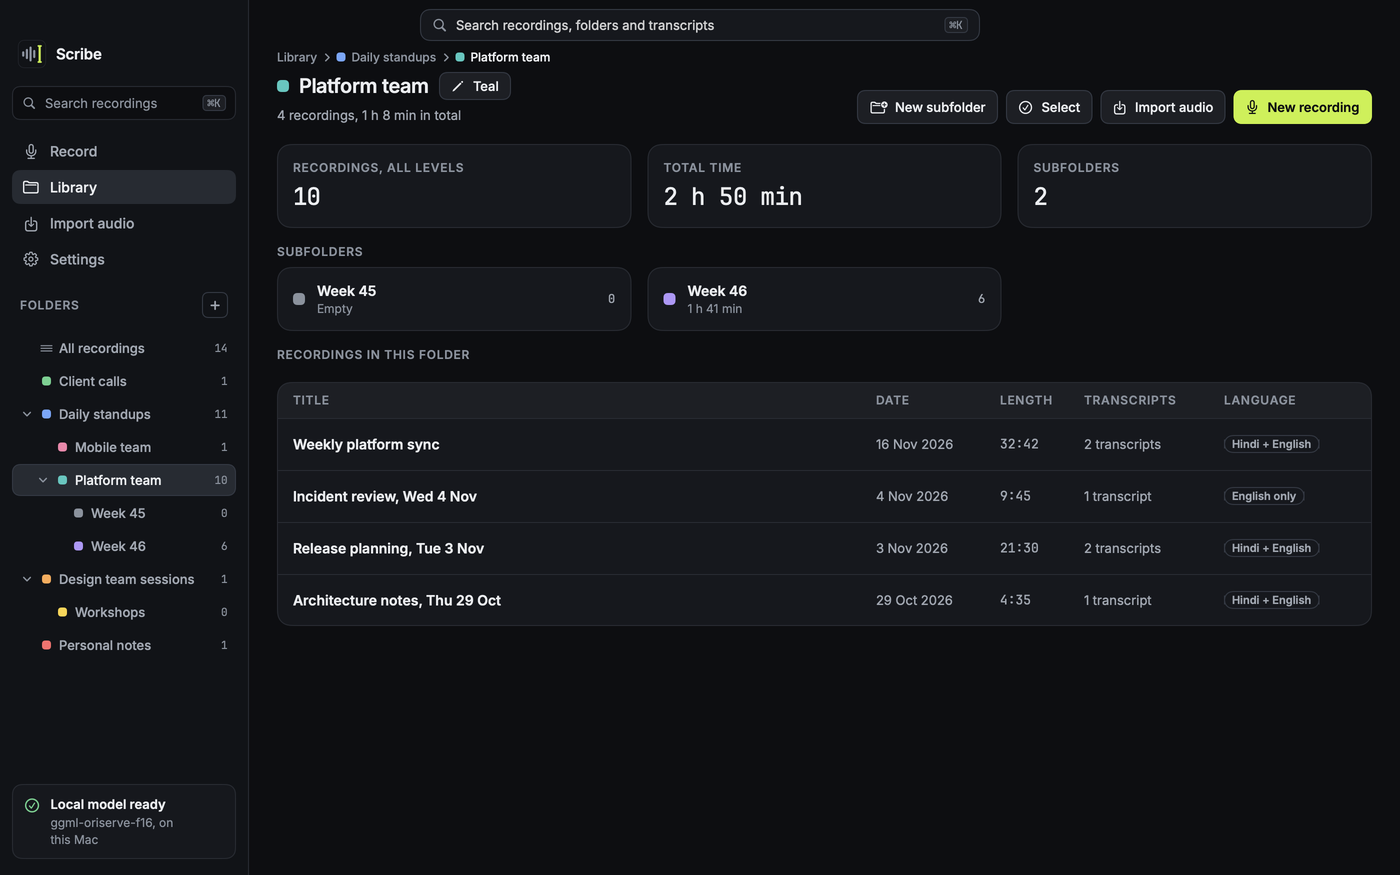 Search recordings, folders and transcripts ⌘K
Scribe
Search recordings ⌘K
Record
Library
Import audio
Settings
FOLDERS
All recordings 14
Client calls 1
Daily standups 11
Mobile team 1
Platform team 10
Week 45 0
Week 46 6
Design team sessions 1
Workshops 0
Personal notes 1
Local model ready
ggml-oriserve-f16, on
this Mac
Library > Daily standups > Platform team
Platform team Teal
4 recordings, 1 h 8 min in total
New subfolder Select Import audio New recording
RECORDINGS, ALL LEVELS TOTAL TIME SUBFOLDERS
10 2 h 50 min 2
SUBFOLDERS
Week 45 0 Week 46 6
Empty 1 h 41 min
RECORDINGS IN THIS FOLDER
TITLE DATE LENGTH TRANSCRIPTS LANGUAGE
Weekly platform sync 16 Nov 2026 32:42 2 transcripts Hindi + English
Incident review, Wed 4 Nov 4 Nov 2026 9:45 1 transcript English only
Release planning, Tue 3 Nov 3 Nov 2026 21:30 2 transcripts Hindi + English
Architecture notes, Thu 29 Oct 29 Oct 2026 4:35 1 transcript Hindi + English